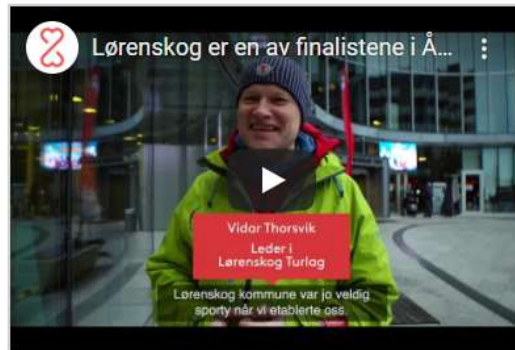 Lørenskog er en av finalistene i Å...
Vidar Thorsvik
Leder i
Lørenskog Turlag
Lørenskog kommune var jo veldig
sporty når vi etablerte oss